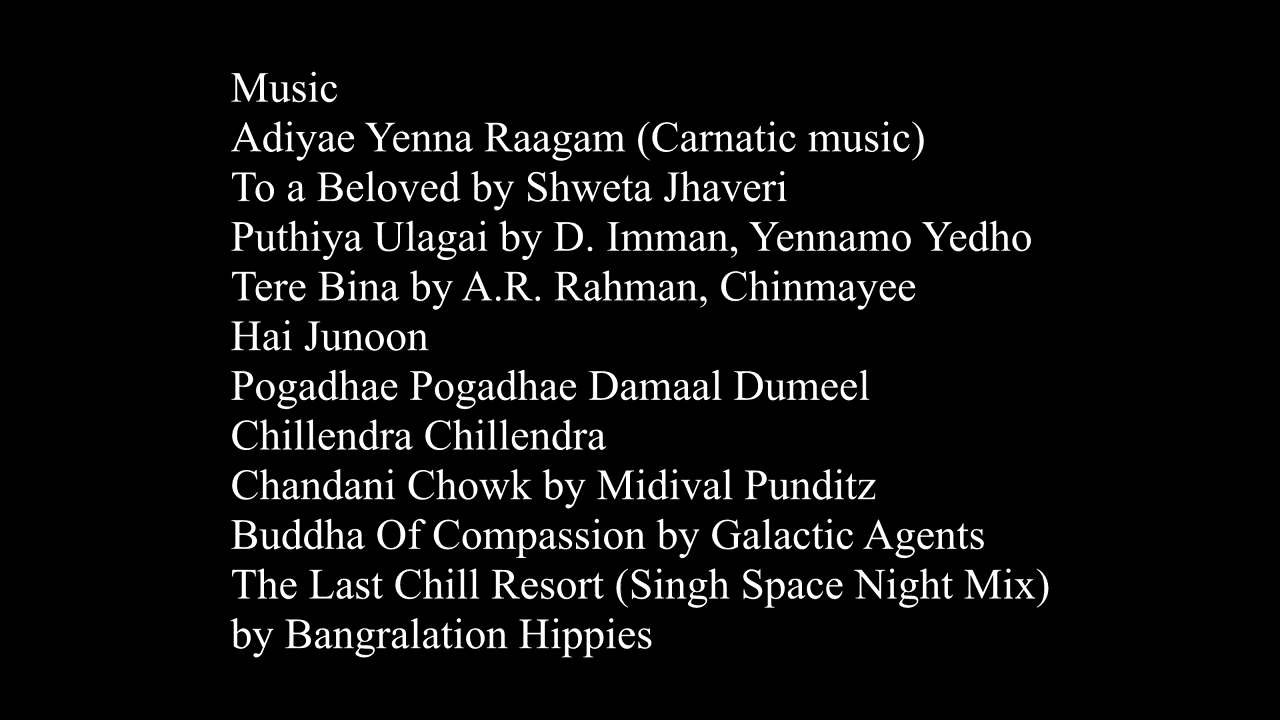 Music
Adiyae Yenna Raagam (Carnatic music)
To a Beloved by Shweta Jhaveri
Puthiya Ulagai by D. Imman, Yennamo Yedho
Tere Bina by A.R. Rahman, Chinmayee
Hai Junoon
Pogadhae Pogadhae Damaal Dumeel
Chillendra Chillendra
Chandani Chowk by Midival Punditz
Buddha Of Compassion by Galactic Agents
The Last Chill Resort (Singh Space Night Mix)
by Bangralation Hippies